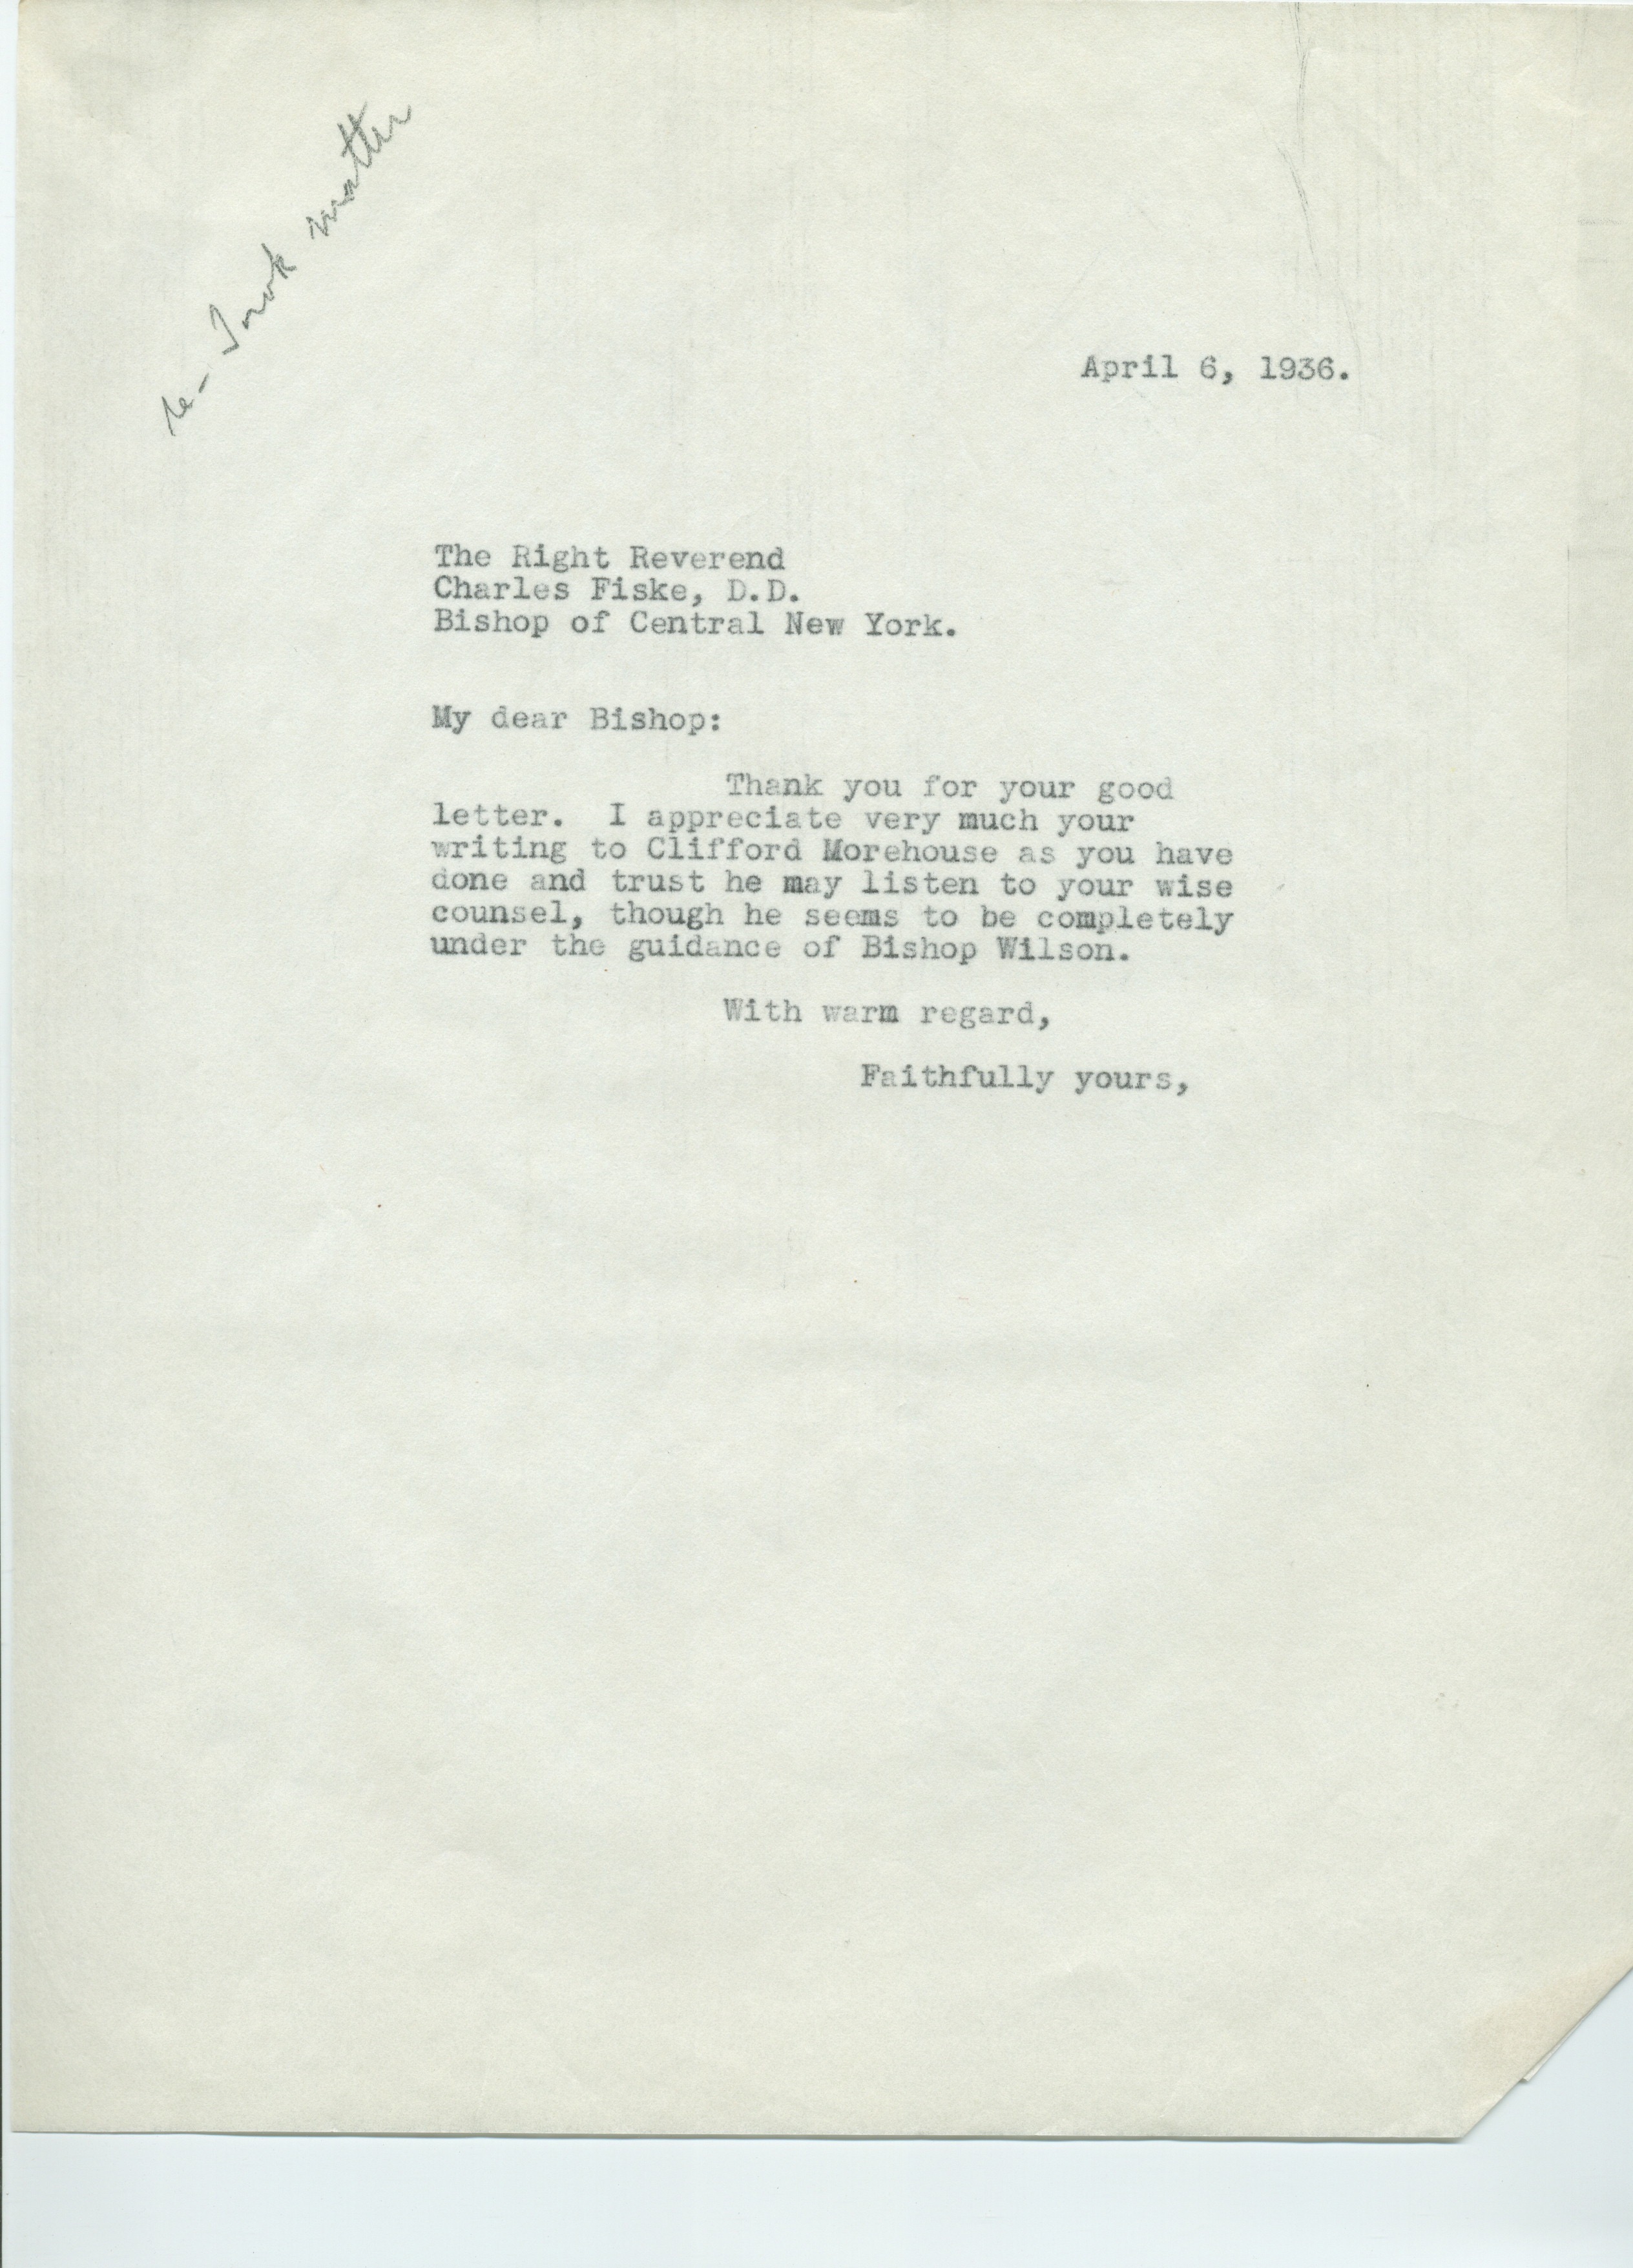 re- Torok matter
April 6, 1936.
The Right Reverend
Charles Fiske, D.D.
Bishop of Central New York.
My dear Bishop:
Thank you for your good
letter. I appreciate very much your
writing to Clifford Morehouse as you have
done and trust he may listen to your wise
counsel, though he seems to be completely
under the guidance of Bishop Wilson.
With warm regard,
Faithfully yours,